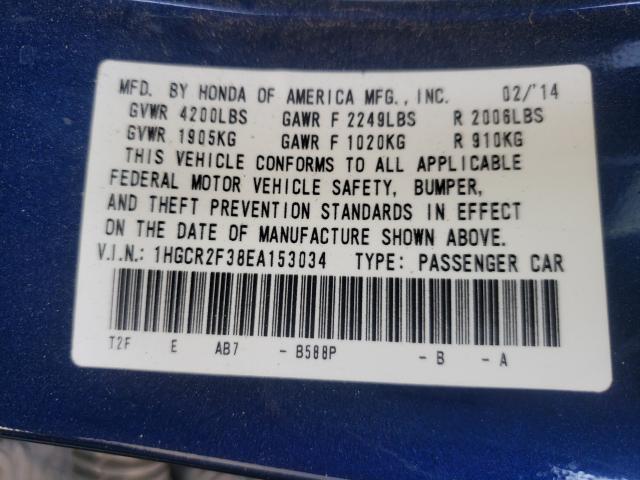 MFD. BY HONDA OF AMERICA MFG., INC. 02/'14
GVWR 4200LBS GAWR F 2249LBS R 2006LBS
GVWR 1905KG GAWR F 1020KG R 910KG
THIS VEHICLE CONFORMS TO ALL APPLICABLE
FEDERAL MOTOR VEHICLE SAFETY, BUMPER,
AND THEFT PREVENTION STANDARDS IN EFFECT
ON THE DATE OF MANUFACTURE SHOWN ABOVE.
V.I.N.: 1HGCR2F38EA153034 TYPE: PASSENGER CAR
T2F E AB7 - B588P - B - A